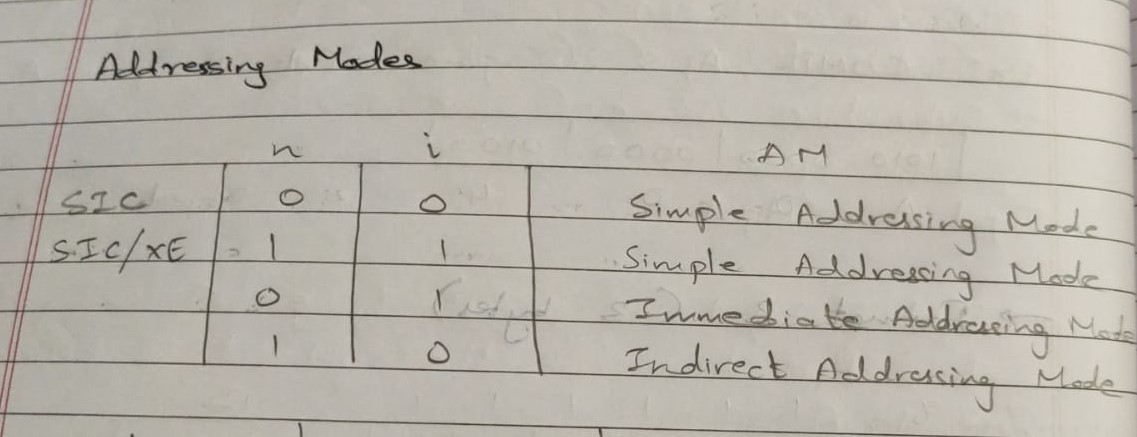 Addressing Modes
n i AM
SIC 0 0 Simple Addressing Mode
SIC/XE 1 1 Simple Addressing Mode
0 1 Immediate Addressing Mode
1 0 Indirect Addressing Mode